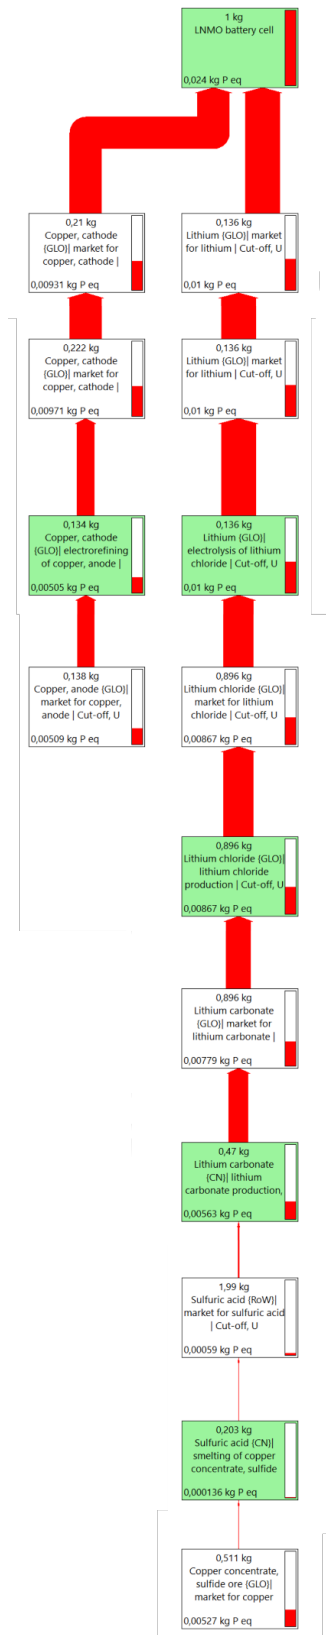 1 kg
LNMO battery cell
0,024 kg P eq
0,21 kg
Copper, cathode
{GLO}| market for
copper, cathode |
0,00931 kg P eq
0,136 kg
Lithium {GLO}| market
for lithium | Cut-off, U
0,01 kg P eq
0,222 kg
Copper, cathode
{GLO}| market for
copper, cathode |
0,00971 kg P eq
0,136 kg
Lithium {GLO}| market
for lithium | Cut-off, U
0,01 kg P eq
0,134 kg
Copper, cathode
{GLO}| electrorefining
of copper, anode |
0,00505 kg P eq
0,136 kg
Lithium {GLO}|
electrolysis of lithium
chloride | Cut-off, U
0,01 kg P eq
0,138 kg
Copper, anode {GLO}|
market for copper,
anode | Cut-off, U
0,00509 kg P eq
0,896 kg
Lithium chloride {GLO}|
market for lithium
chloride | Cut-off, U
0,00867 kg P eq
0,896 kg
Lithium chloride {GLO}|
lithium chloride
production | Cut-off, U
0,00867 kg P eq
0,896 kg
Lithium carbonate
{GLO}| market for
lithium carbonate |
0,00779 kg P eq
0,47 kg
Lithium carbonate
{CN}| lithium
carbonate production,
0,00563 kg P eq
1,99 kg
Sulfuric acid {RoW}|
market for sulfuric acid
| Cut-off, U
0,00059 kg P eq
0,203 kg
Sulfuric acid {CN}|
smelting of copper
concentrate, sulfide
0,000136 kg P eq
0,511 kg
Copper concentrate,
sulfide ore {GLO}|
market for copper
0,00527 kg P eq